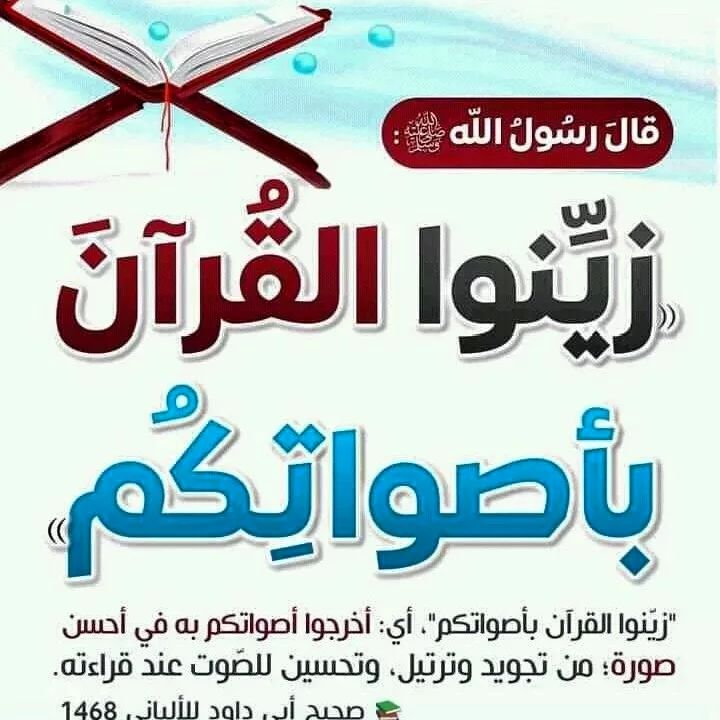 قالَ رسُولُ اللّه ﷺ :
«زيِّنوا القُرآنَ
بأصواتِكُم»
"زيّنوا القرآن بأصواتكم"، أي: أخرجوا أصواتكم به في أحسن
صورة؛ من تجويد وترتيل، وتحسين للصّوت عند قراءته.
صحيح أبي داود للألباني 1468